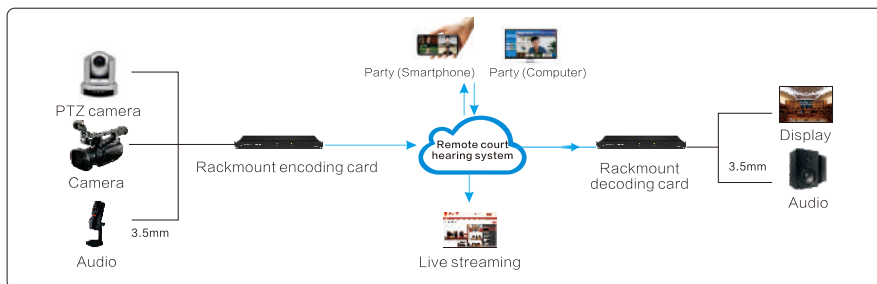 Party (Smartphone)
Party (Computer)
PTZ camera
Camera
3.5mm
Audio
Rackmount encoding card
Remote court
hearing system
Live streaming
Rackmount
decoding card
Display
3.5mm
Audio